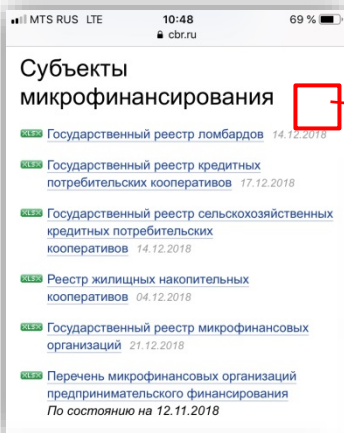 MTS RUS LTE 10:48 69 %
cbr.ru
Субъекты
микрофинансирования
XLSX Государственный реестр ломбардов 14.12.2018
XLSX Государственный реестр кредитных
потребительских кооперативов 17.12.2018
XLSX Государственный реестр сельскохозяйственных
кредитных потребительских
кооперативов 14.12.2018
XLSX Реестр жилищных накопительных
кооперативов 04.12.2018
XLSX Государственный реестр микрофинансовых
организаций 21.12.2018
XLSX Перечень микрофинансовых организаций
предпринимательского финансирования
По состоянию на 12.11.2018